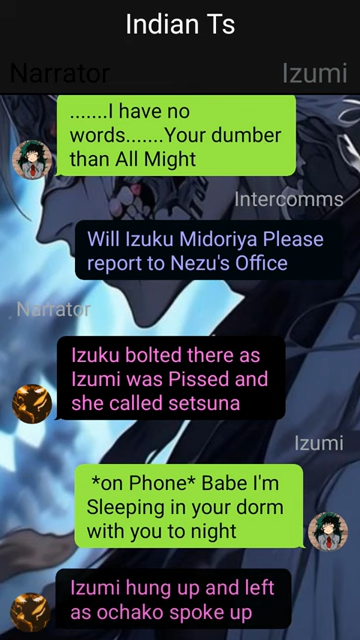 Indian Ts
Narrator
Izumi
.......I have no
words.......Your dumber
than All Might
Intercomms
Will Izuku Midoriya Please
report to Nezu's Office
Narrator
Izuku bolted there as
Izumi was Pissed and
she called setsuna
Izumi
*on Phone* Babe I'm
Sleeping in your dorm
with you to night
Izumi hung up and left
as ochako spoke up